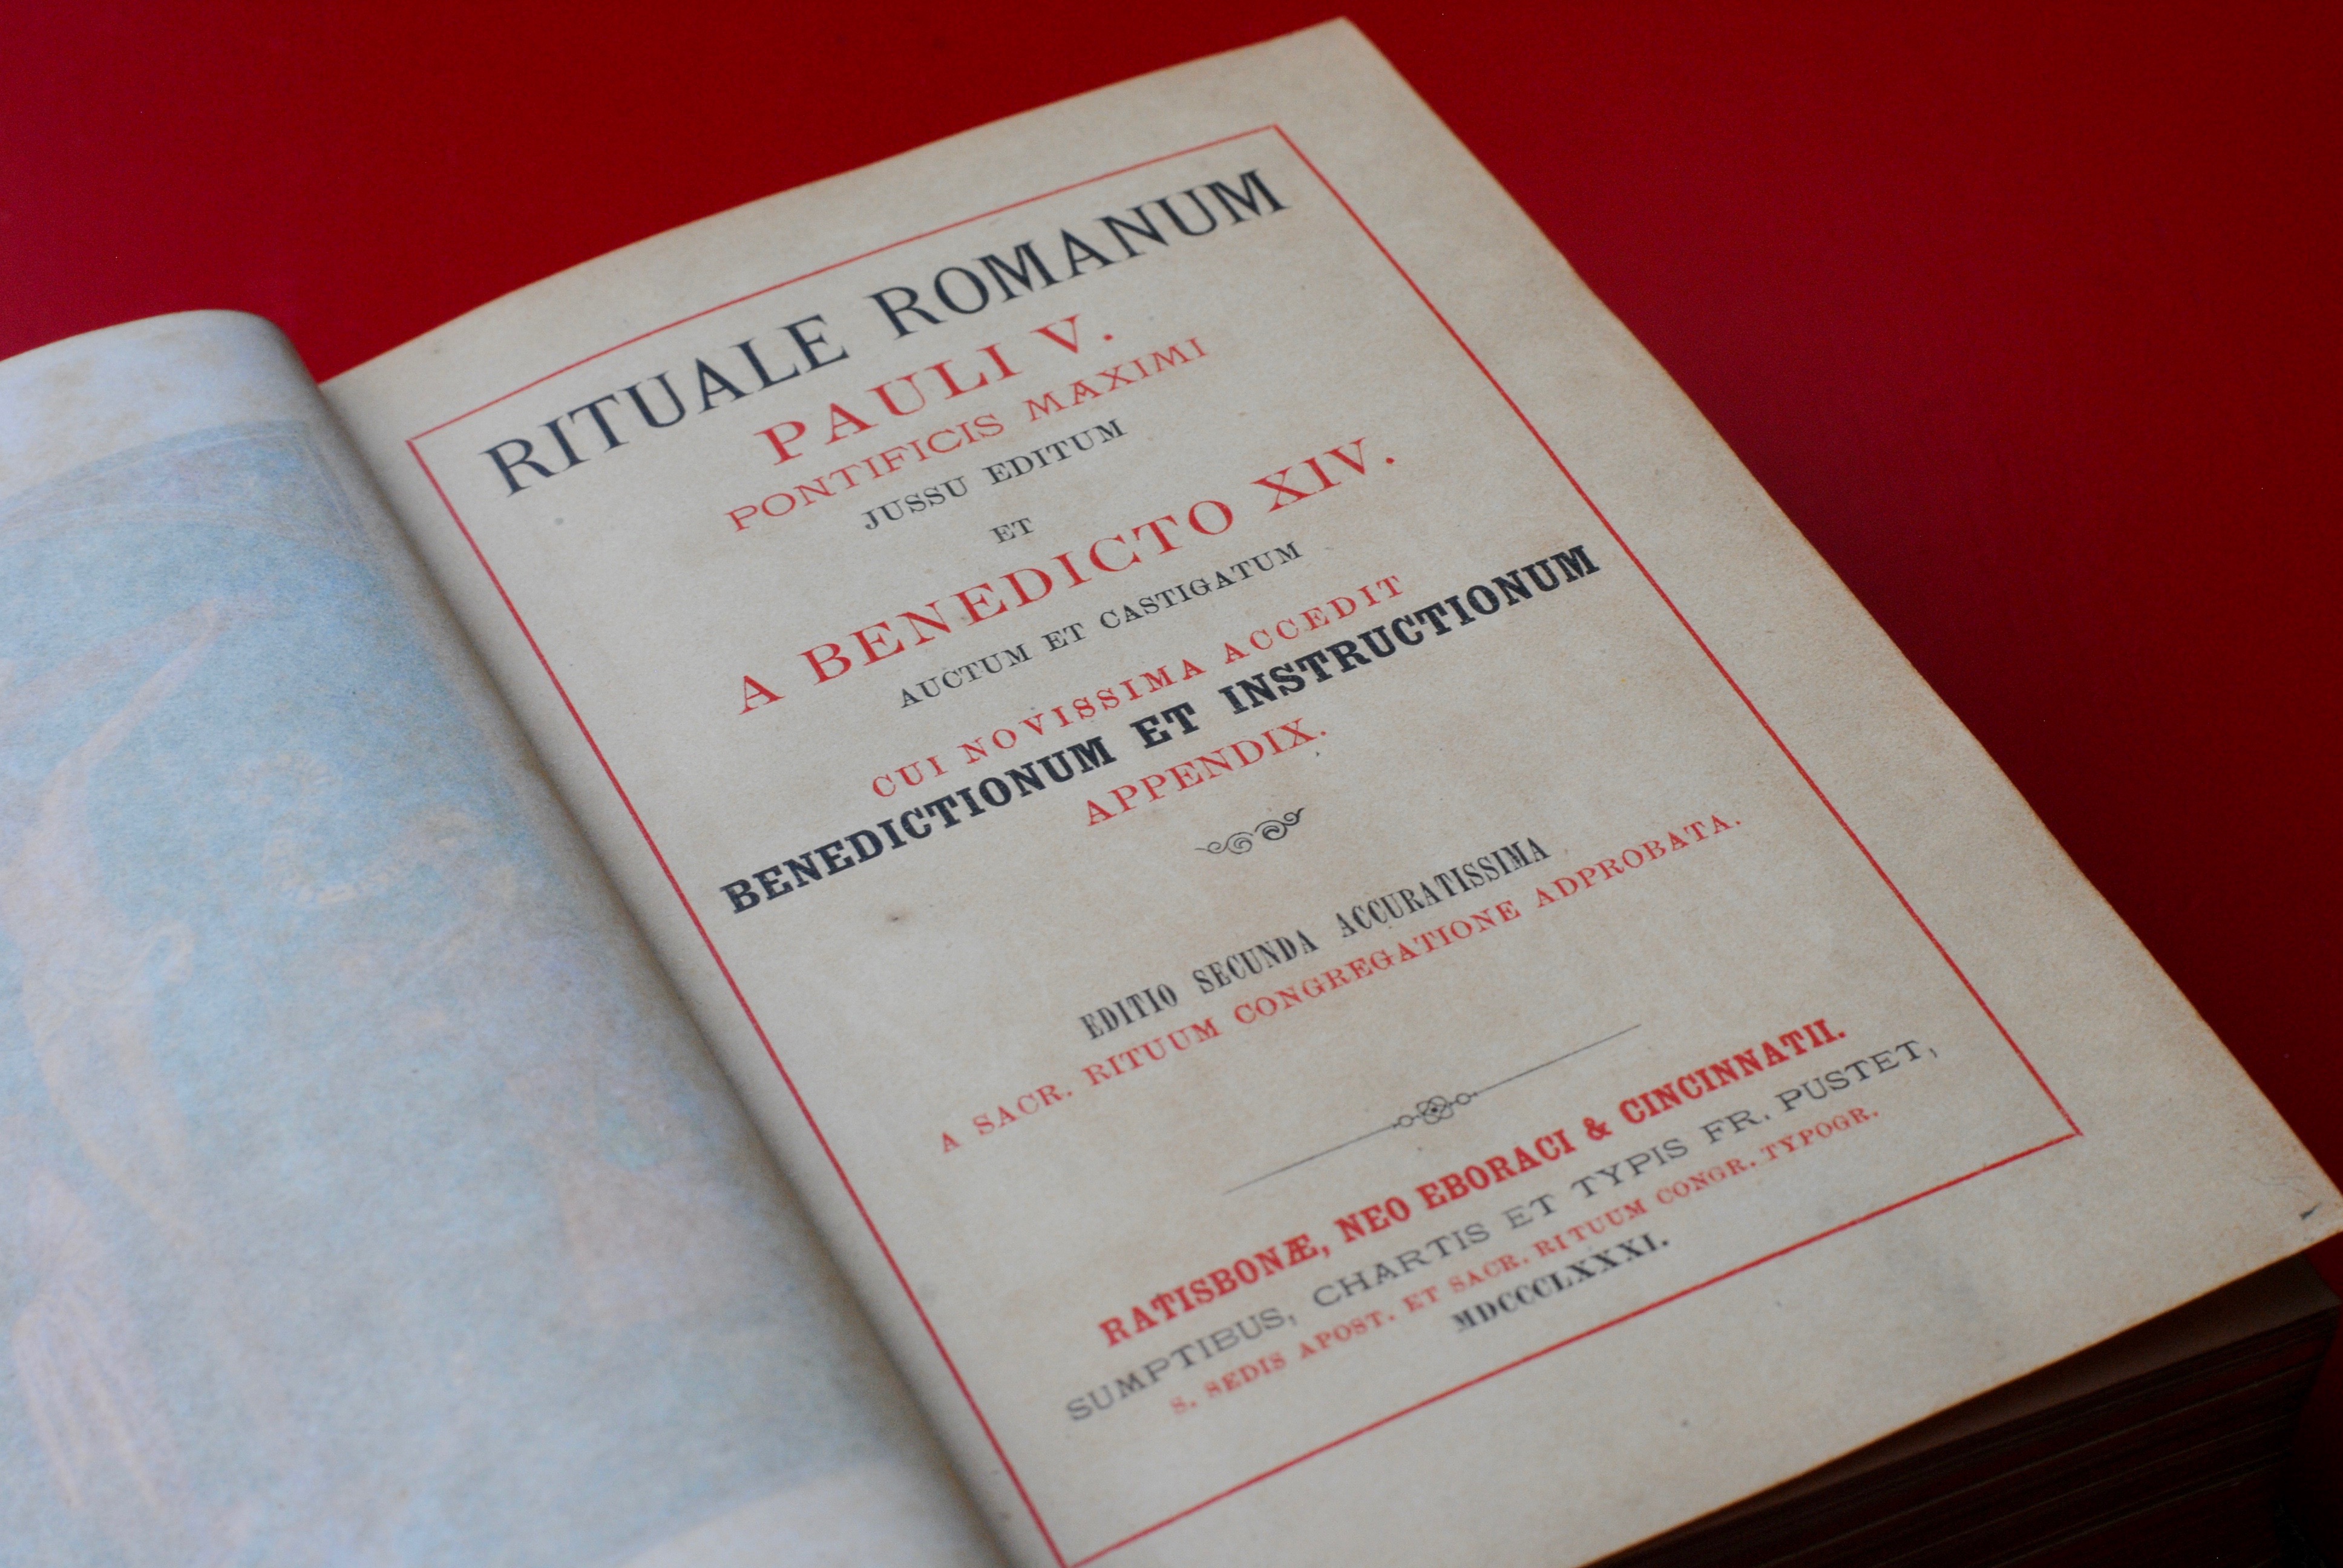 RITUALE ROMANUM
PAULI V.
PONTIFICIS MAXIMI
JUSSU EDITUM
ET
A BENEDICTO XIV.
AUCTUM ET CASTIGATUM
CUI NOVISSIMA ACCEDIT
BENEDICTIONUM ET INSTRUCTIONUM
APPENDIX.
EDITIO SECUNDA ACCURATISSIMA
A SACR. RITUUM CONGREGATIONE ADPROBATA.
RATISBONÆ, NEO EBORACI & CINCINNATII.
SUMPTIBUS, CHARTIS ET TYPIS FR. PUSTET,
S. SEDIS APOST. ET SACR. RITUUM CONGR. TYPOGR.
MDCCCLXXXI.